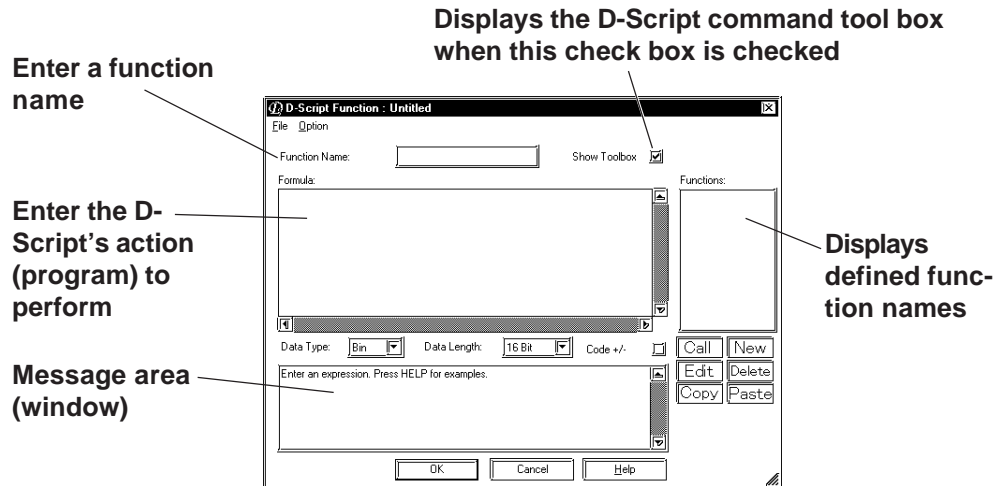 Displays the D-Script command tool box
when this check box is checked
Enter a function
name
D-Script Function : Untitled
File Option
Function Name:
Show Toolbox
Formula:
Functions:
Enter the D-
Script's action
(program) to
perform
Displays
defined func-
tion names
Data Type: Bin Data Length: 16 Bit Code +/-
Call New
Edit Delete
Copy Paste
Message area
(window)
Enter an expression. Press HELP for examples.
OK Cancel Help